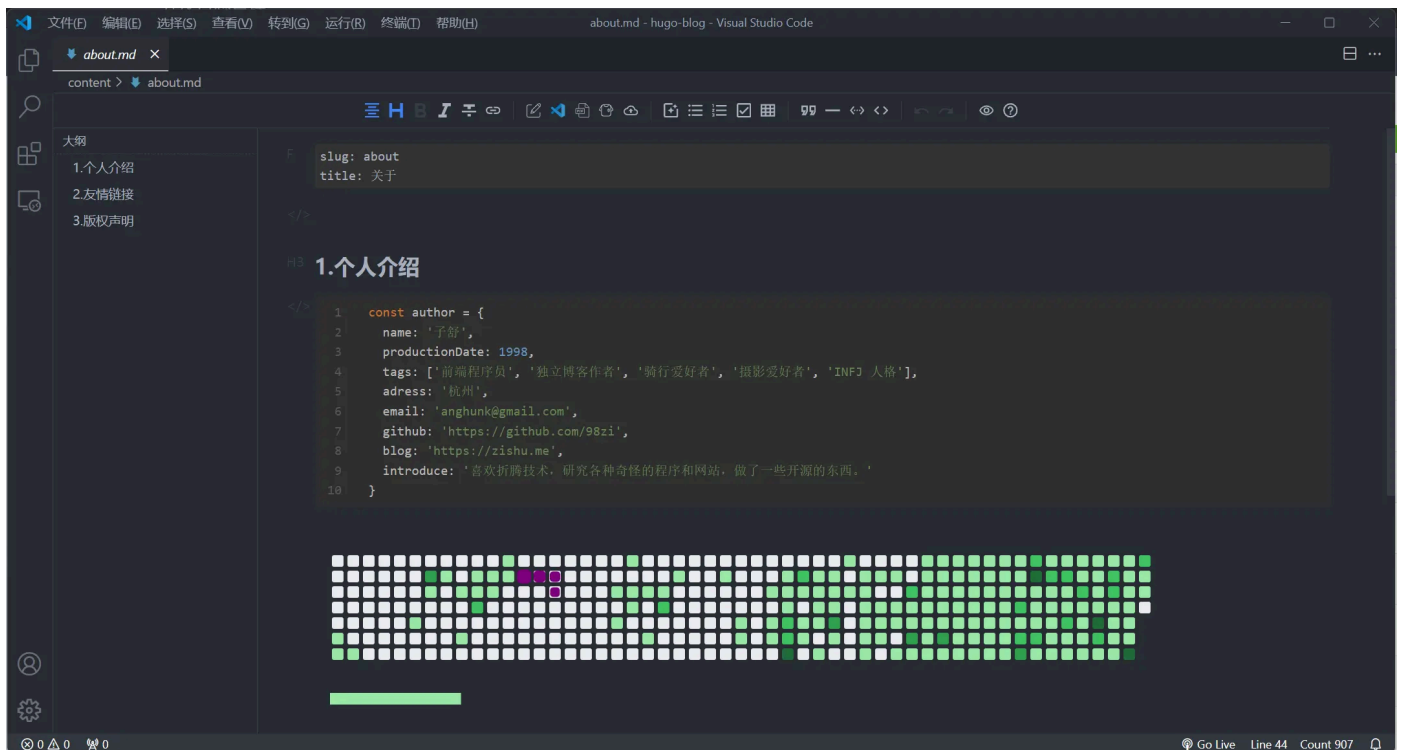 文件(F) 编辑(E) 选择(S) 查看(V) 转到(G) 运行(R) 终端(T) 帮助(H) about.md - hugo-blog - Visual Studio Code
about.md
content > about.md
大纲
1.个人介绍
2.友情链接
3.版权声明
slug: about
title: 关于
</>
H3 1.个人介绍
</>
1 const author = {
2 name: '子舒',
3 productionDate: 1998,
4 tags: ['前端程序员', '独立博客作者', '骑行爱好者', '摄影爱好者', 'INFJ 人格'],
5 adress: '杭州',
6 email: 'anghunk@gmail.com',
7 github: 'https://github.com/98zi',
8 blog: 'https://zishu.me',
9 introduce: '喜欢折腾技术，研究各种奇怪的程序和网站，做了一些开源的东西。'
10 }
0 0 0 Go Live Line 44 Count 907